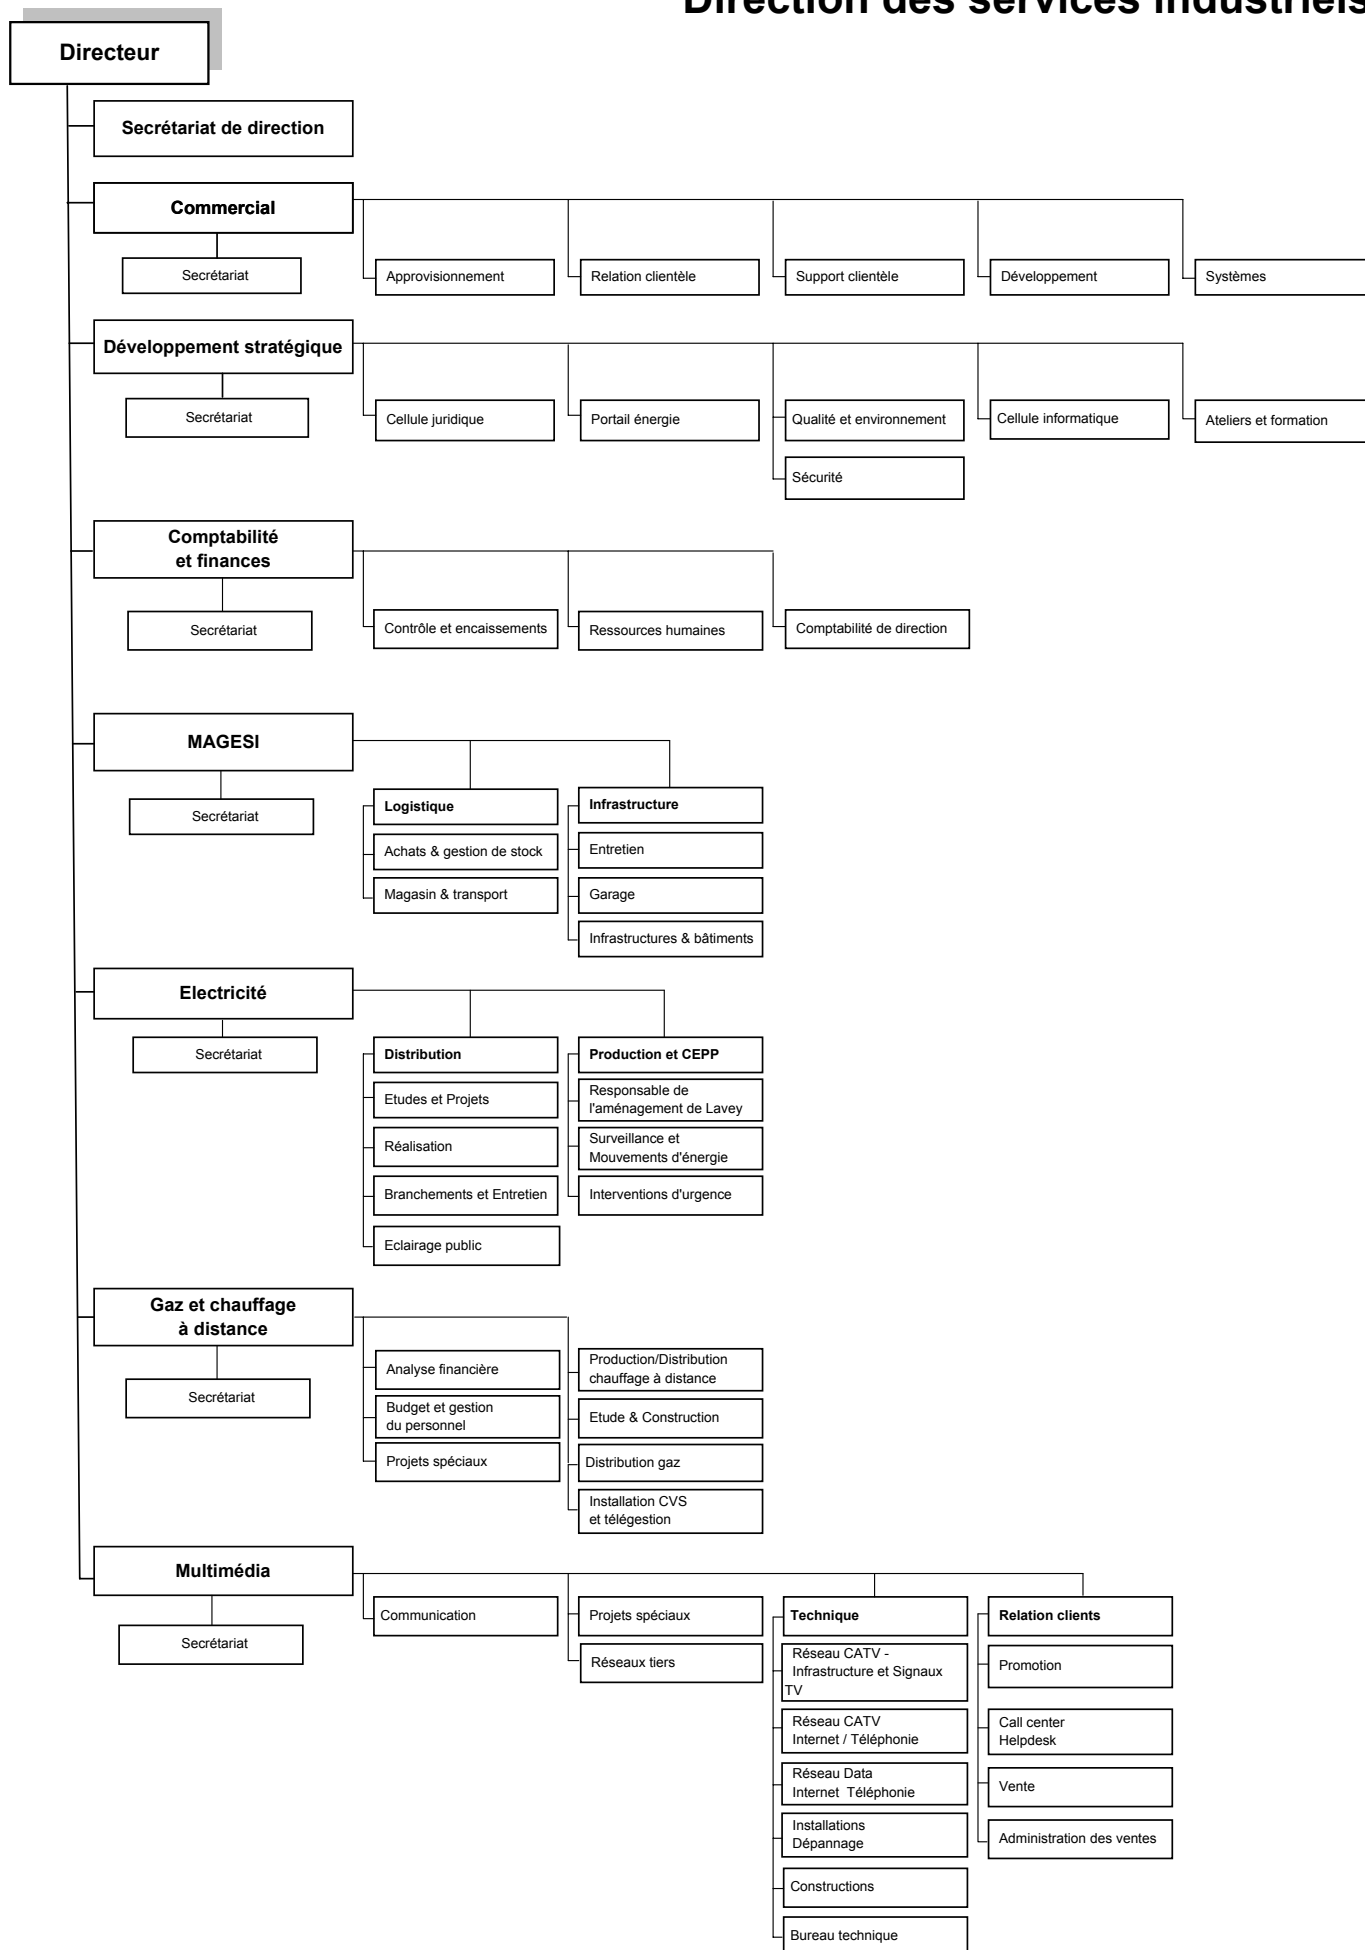 Direction des services industriels
Directeur
Secrétariat de direction
Commercial
Secrétariat
Approvisionnement
Relation clientèle
Support clientèle
Développement
Systèmes
Développement stratégique
Secrétariat
Cellule juridique
Portail énergie
Qualité et environnement
Cellule informatique
Ateliers et formation
Sécurité
Comptabilité
et finances
Secrétariat
Contrôle et encaissements
Ressources humaines
Comptabilité de direction
MAGESI
Secrétariat
Logistique
Achats & gestion de stock
Magasin & transport
Infrastructure
Entretien
Garage
Infrastructures & bâtiments
Electricité
Secrétariat
Distribution
Etudes et Projets
Réalisation
Branchements et Entretien
Eclairage public
Production et CEPP
Responsable de
l'aménagement de Lavey
Surveillance et
Mouvements d'énergie
Interventions d'urgence
Gaz et chauffage
à distance
Secrétariat
Analyse financière
Budget et gestion
du personnel
Projets spéciaux
Production/Distribution
chauffage à distance
Etude & Construction
Distribution gaz
Installation CVS
et télégestion
Multimédia
Secrétariat
Communication
Projets spéciaux
Réseaux tiers
Technique
Réseau CATV -
Infrastructure et Signaux
TV
Réseau CATV
Internet / Téléphonie
Réseau Data
Internet Téléphonie
Installations
Dépannage
Constructions
Bureau technique
Relation clients
Promotion
Call center
Helpdesk
Vente
Administration des ventes